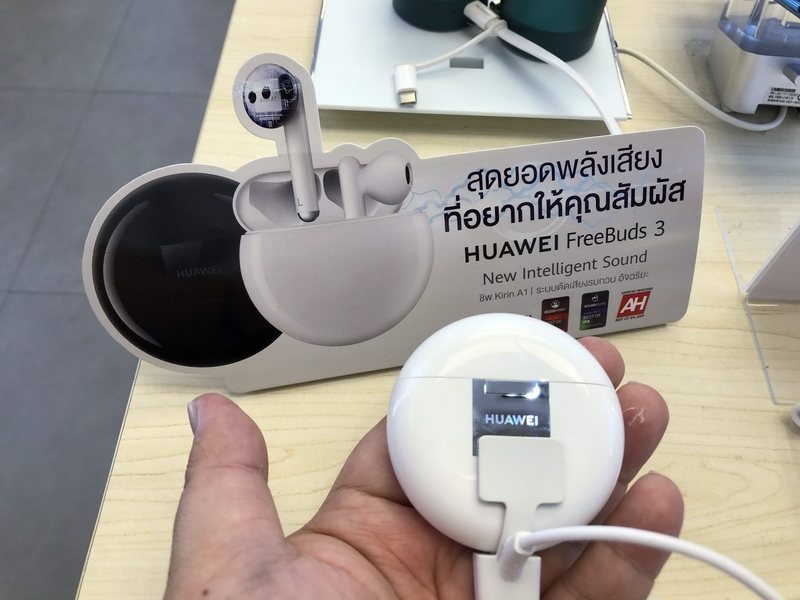 สุดยอดพลังเสียง
ที่อยากให้คุณสัมผัส
HUAWEI FreeBuds 3
New Intelligent Sound
ชิพ Kirin A1 | ระบบตัดเสียงรบกวน อัจฉริยะ
AH
HUAWEI
L
HUAWEI